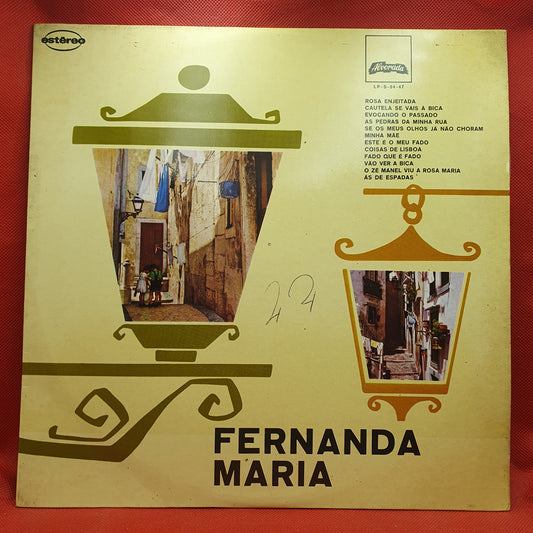 estéreo
Alvorada
LP-S-04-47
ROSA ENJEITADA
CAUTELA SE VAIS À BICA
EVOCANDO O PASSADO
AS PEDRAS DA MINHA RUA
SE OS MEUS OLHOS JÁ NÃO CHORAM
MINHA MÃE
ESTE É O MEU FADO
COISAS DE LISBOA
FADO QUE É FADO
VÃO VER A BICA
O ZÉ MANEL VIU A ROSA MARIA
ÁS DE ESPADAS
24
FERNANDA
MARIA